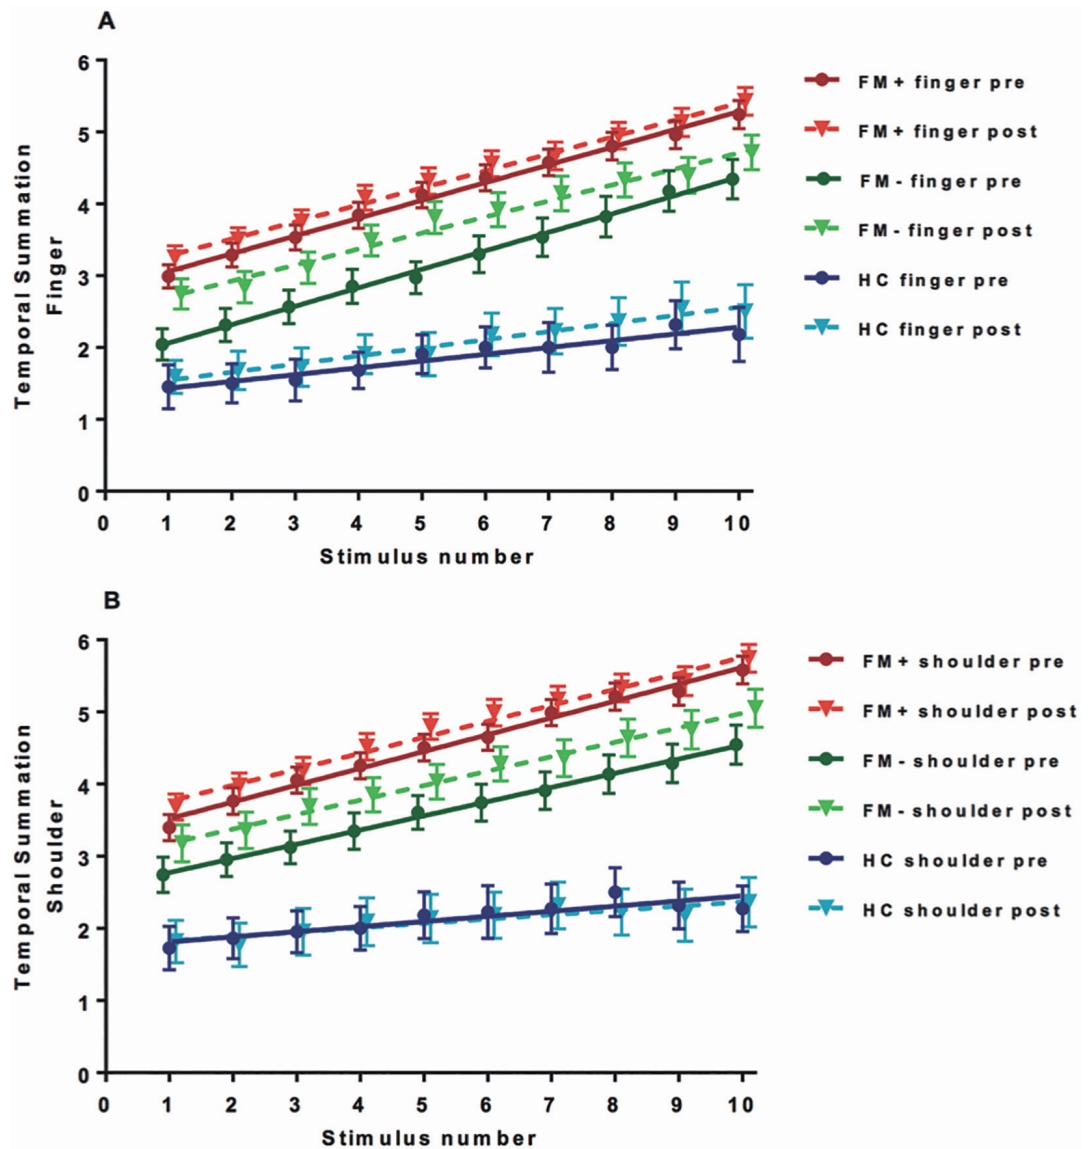 A
Temporal Summation
Finger
6
5
4
3
2
1
0
0 1 2 3 4 5 6 7 8 9 10
Stimulus number
FM+ finger pre
FM+ finger post
FM- finger pre
FM- finger post
HC finger pre
HC finger post
B
Temporal Summation
Shoulder
6
5
4
3
2
1
0
0 1 2 3 4 5 6 7 8 9 10
Stimulus number
FM+ shoulder pre
FM+ shoulder post
FM- shoulder pre
FM- shoulder post
HC shoulder pre
HC shoulder post